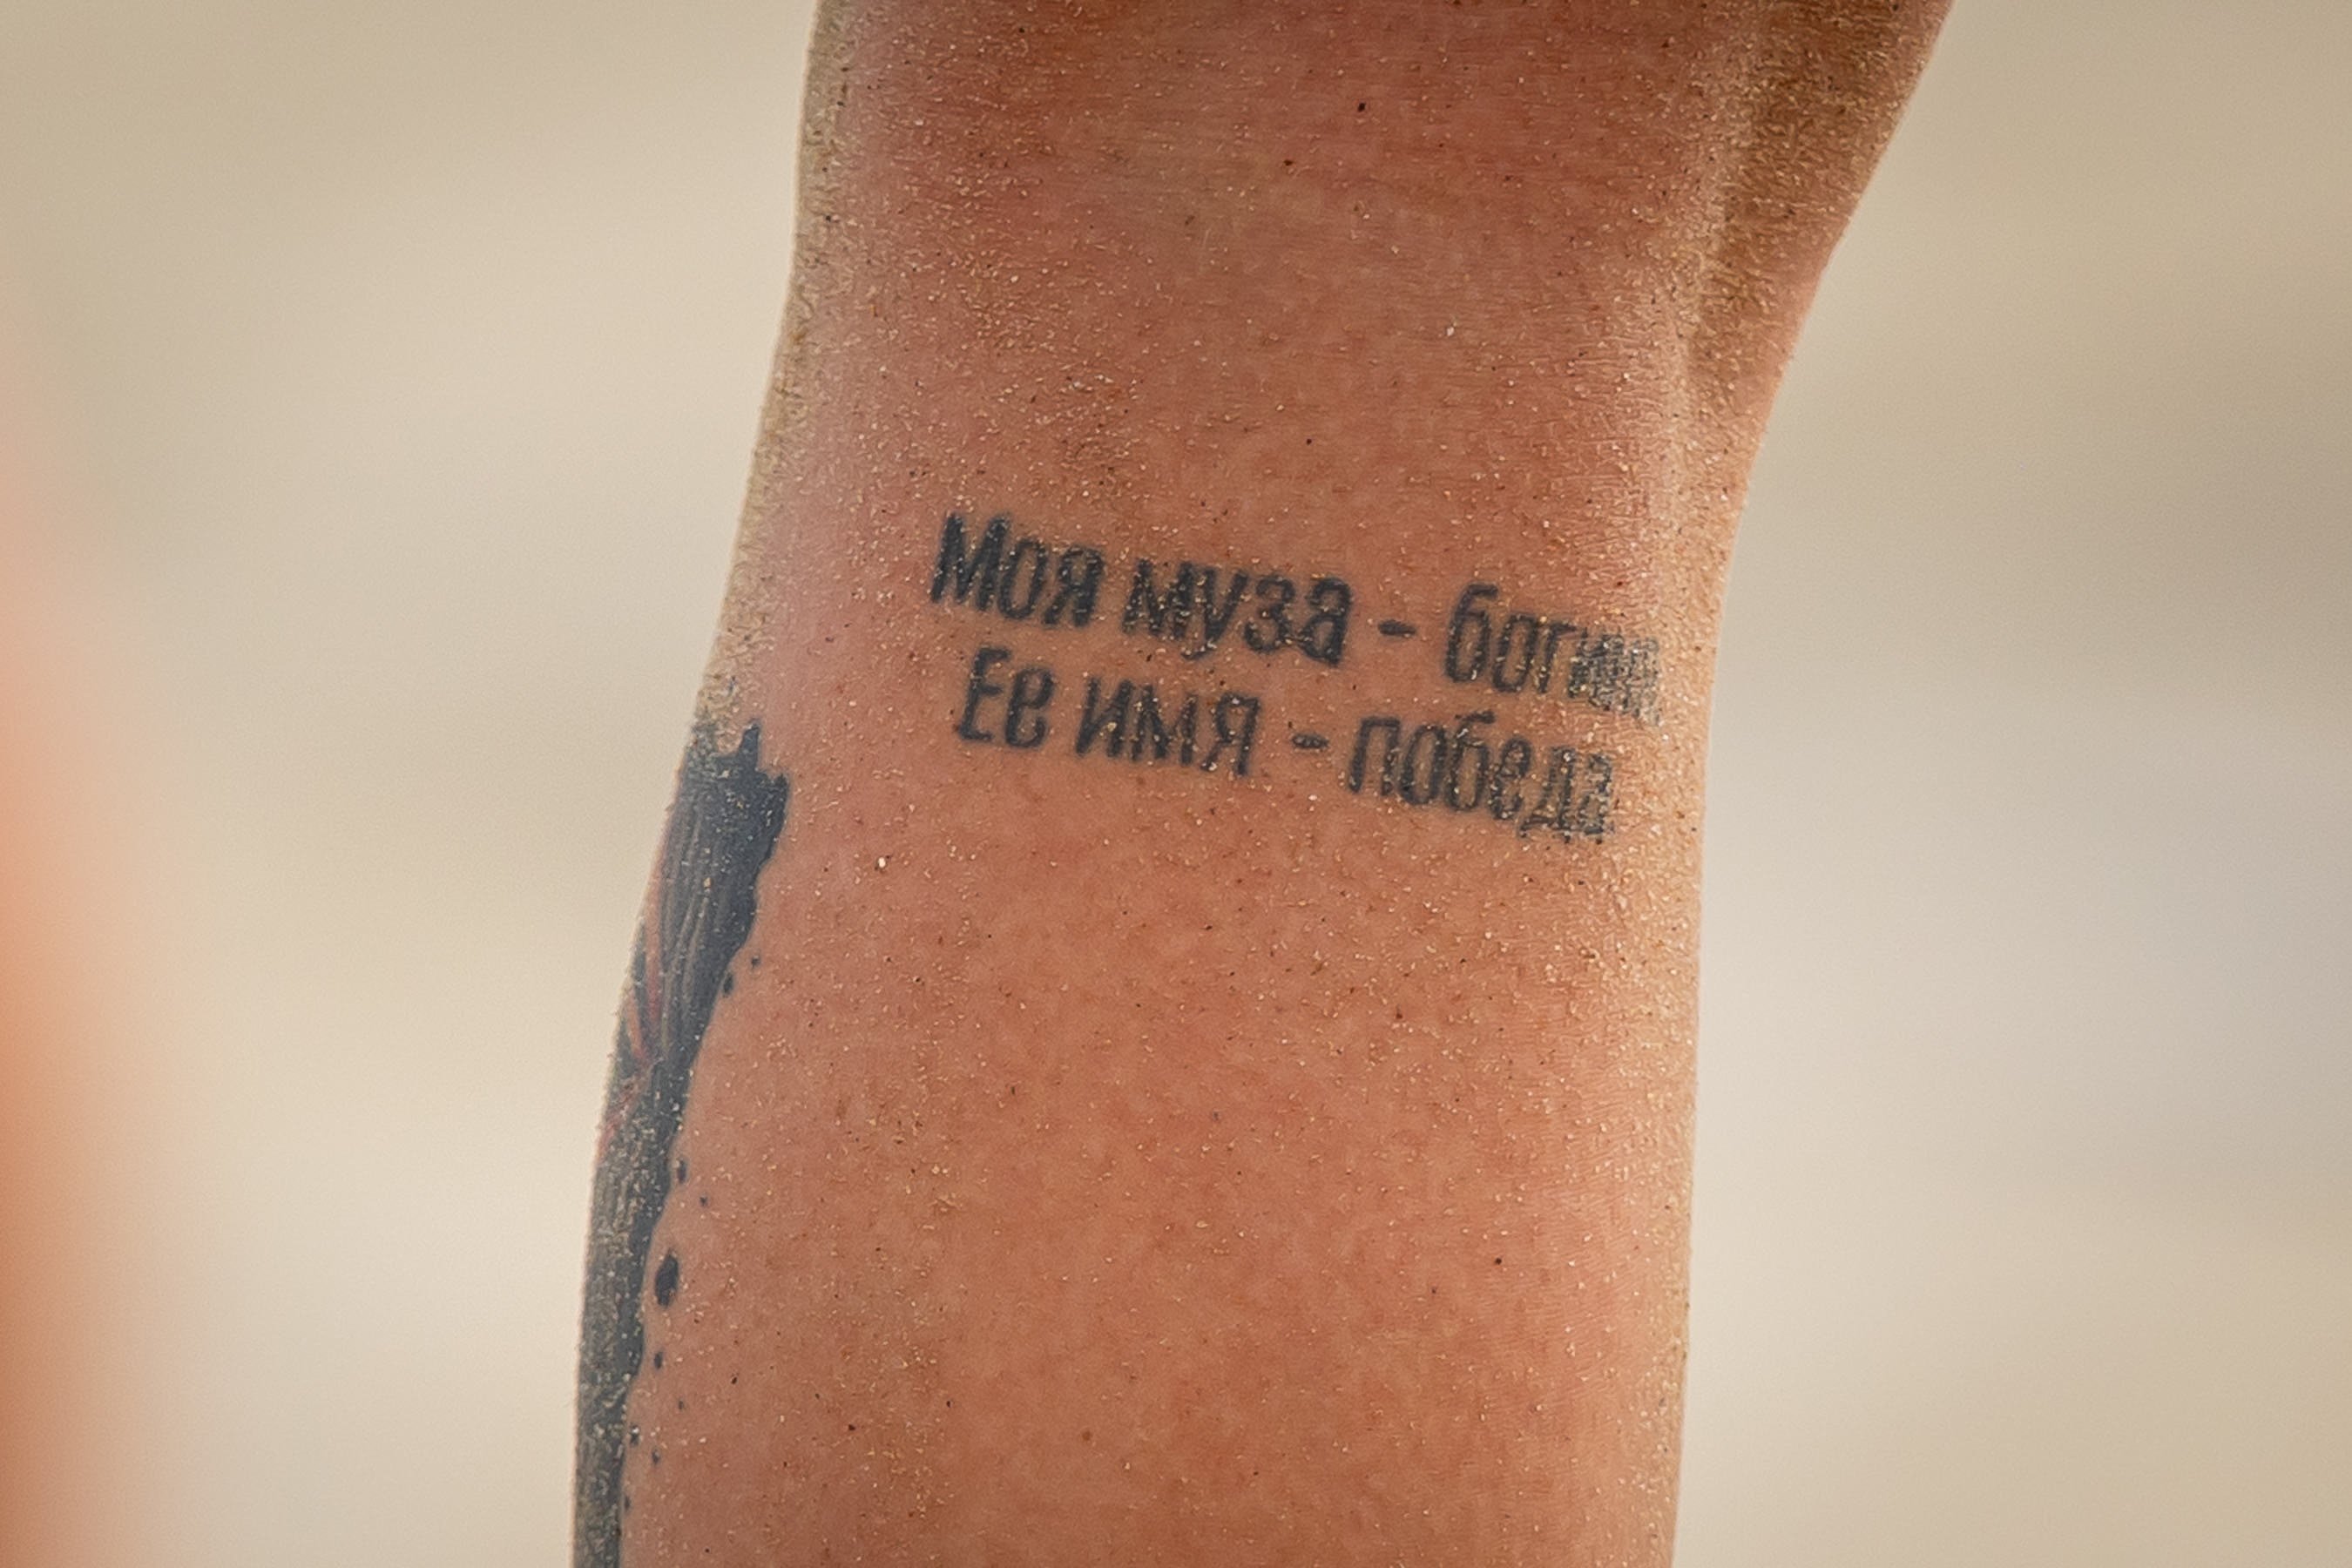 Моя муза - богиня
Ее имя - победа